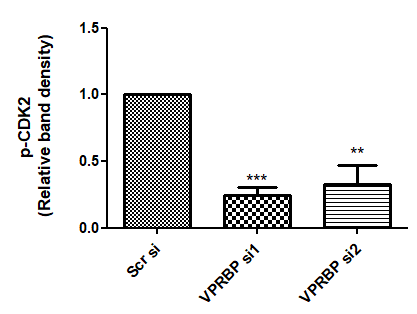 p-CDK2
(Relative band density)
1.5
1.0
0.5
0.0
***
**
Scr si
VPRBP si1
VPRBP si2